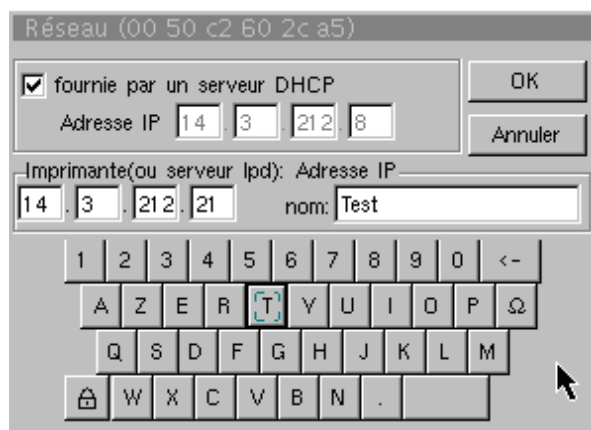 Réseau (00 50 c2 60 2c a5)
fournie par un serveur DHCP
OK
Adresse IP 14 . 3 . 212 . 8
Annuler
Imprimante(ou serveur lpd): Adresse IP
14 . 3 . 212 . 21 nom: Test
1 2 3 4 5 6 7 8 9 0 <-
A Z E R T Y U I O P Ω
Q S D F G H J K L M
W X C V B N .